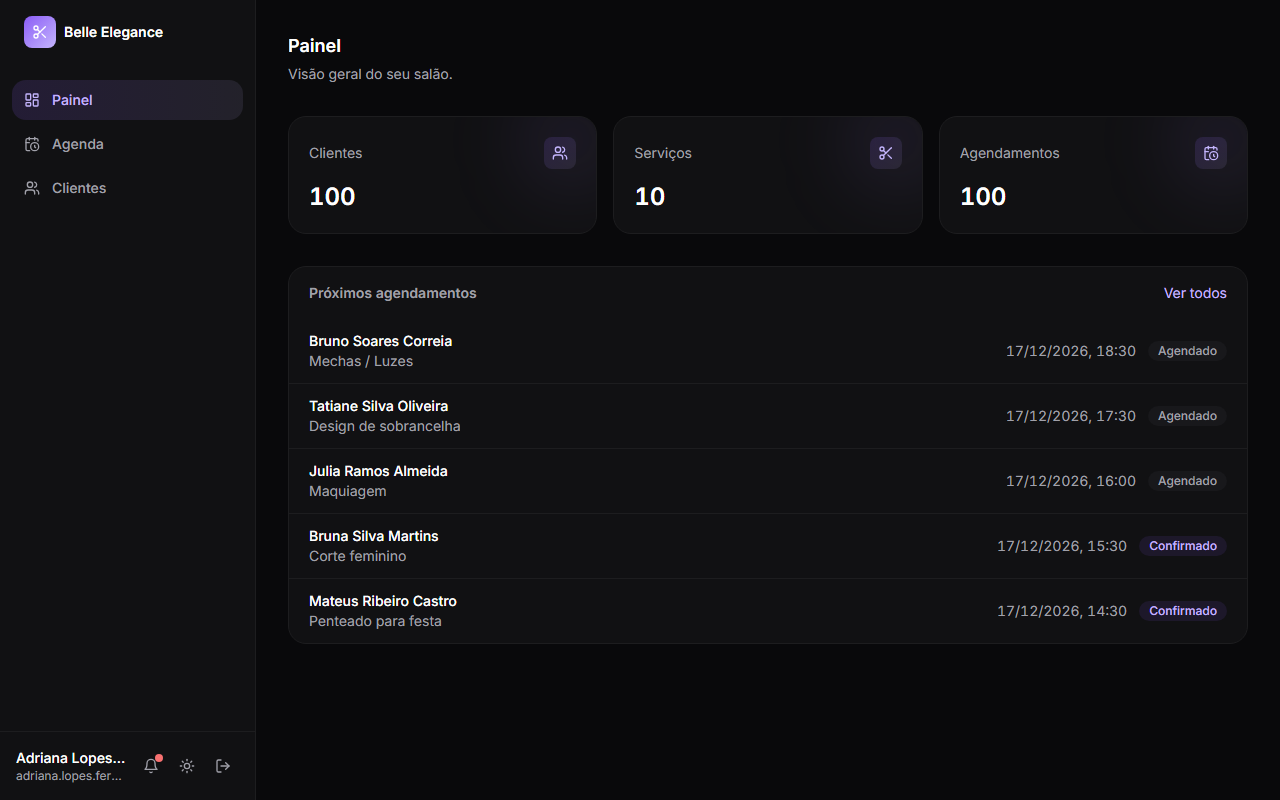 Belle Elegance
Painel
Agenda
Clientes
Adriana Lopes...
adriana.lopes.fer...
Painel
Visão geral do seu salão.
Clientes
100
Serviços
10
Agendamentos
100
Próximos agendamentos
Ver todos
Bruno Soares Correia
Mechas / Luzes
17/12/2026, 18:30
Agendado
Tatiane Silva Oliveira
Design de sobrancelha
17/12/2026, 17:30
Agendado
Julia Ramos Almeida
Maquiagem
17/12/2026, 16:00
Agendado
Bruna Silva Martins
Corte feminino
17/12/2026, 15:30
Confirmado
Mateus Ribeiro Castro
Penteado para festa
17/12/2026, 14:30
Confirmado